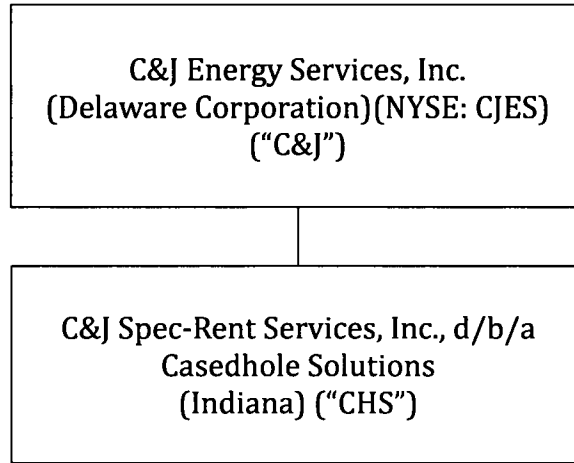 C&J Energy Services, Inc.
(Delaware Corporation)(NYSE: CJES)
(“C&J”)
C&J Spec-Rent Services, Inc., d/b/a
Casedhole Solutions
(Indiana) (“CHS”)